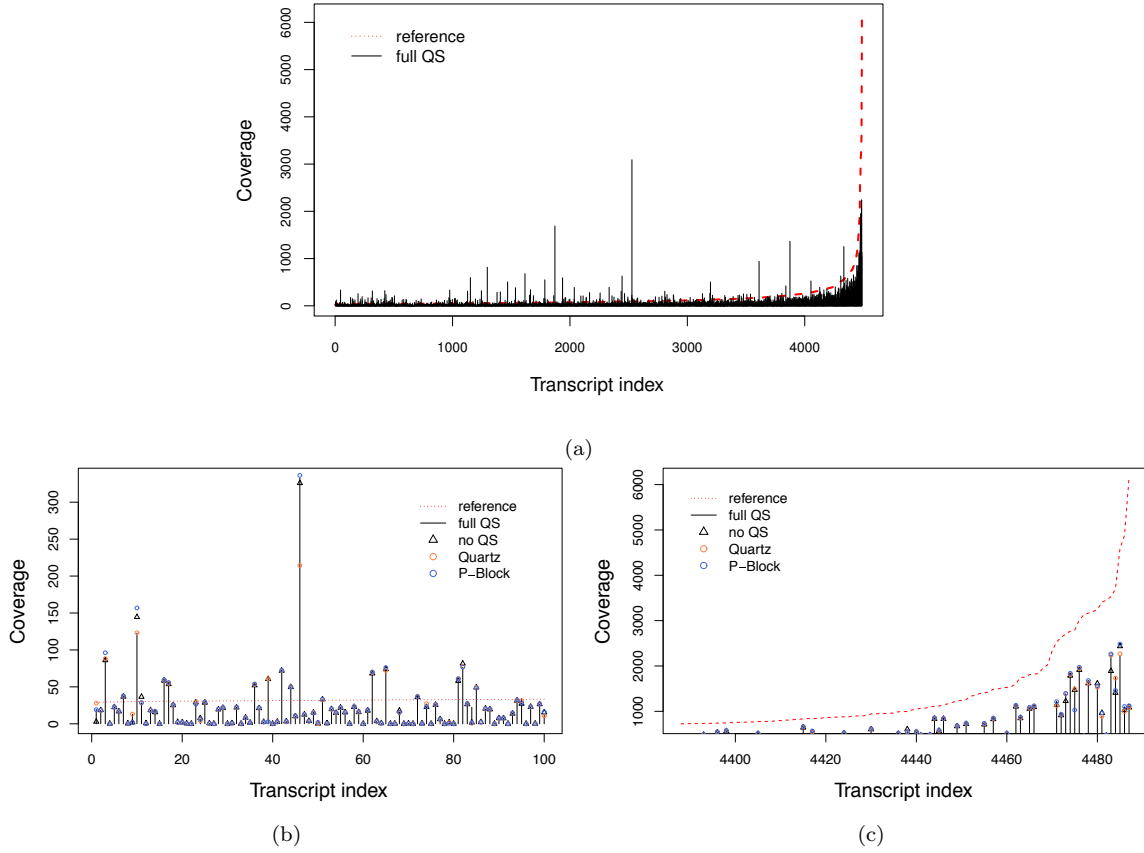 6000
5000
4000
3000
2000
1000
0
Coverage
reference
full QS
0 1000 2000 3000 4000
Transcript index
(a)
300
250
200
150
100
50
0
Coverage
reference
full QS
no QS
Quartz
P−Block
0 20 40 60 80 100
Transcript index
(b)
6000
5000
4000
3000
2000
1000
Coverage
reference
full QS
no QS
Quartz
P−Block
4400 4420 4440 4460 4480
Transcript index
(c)